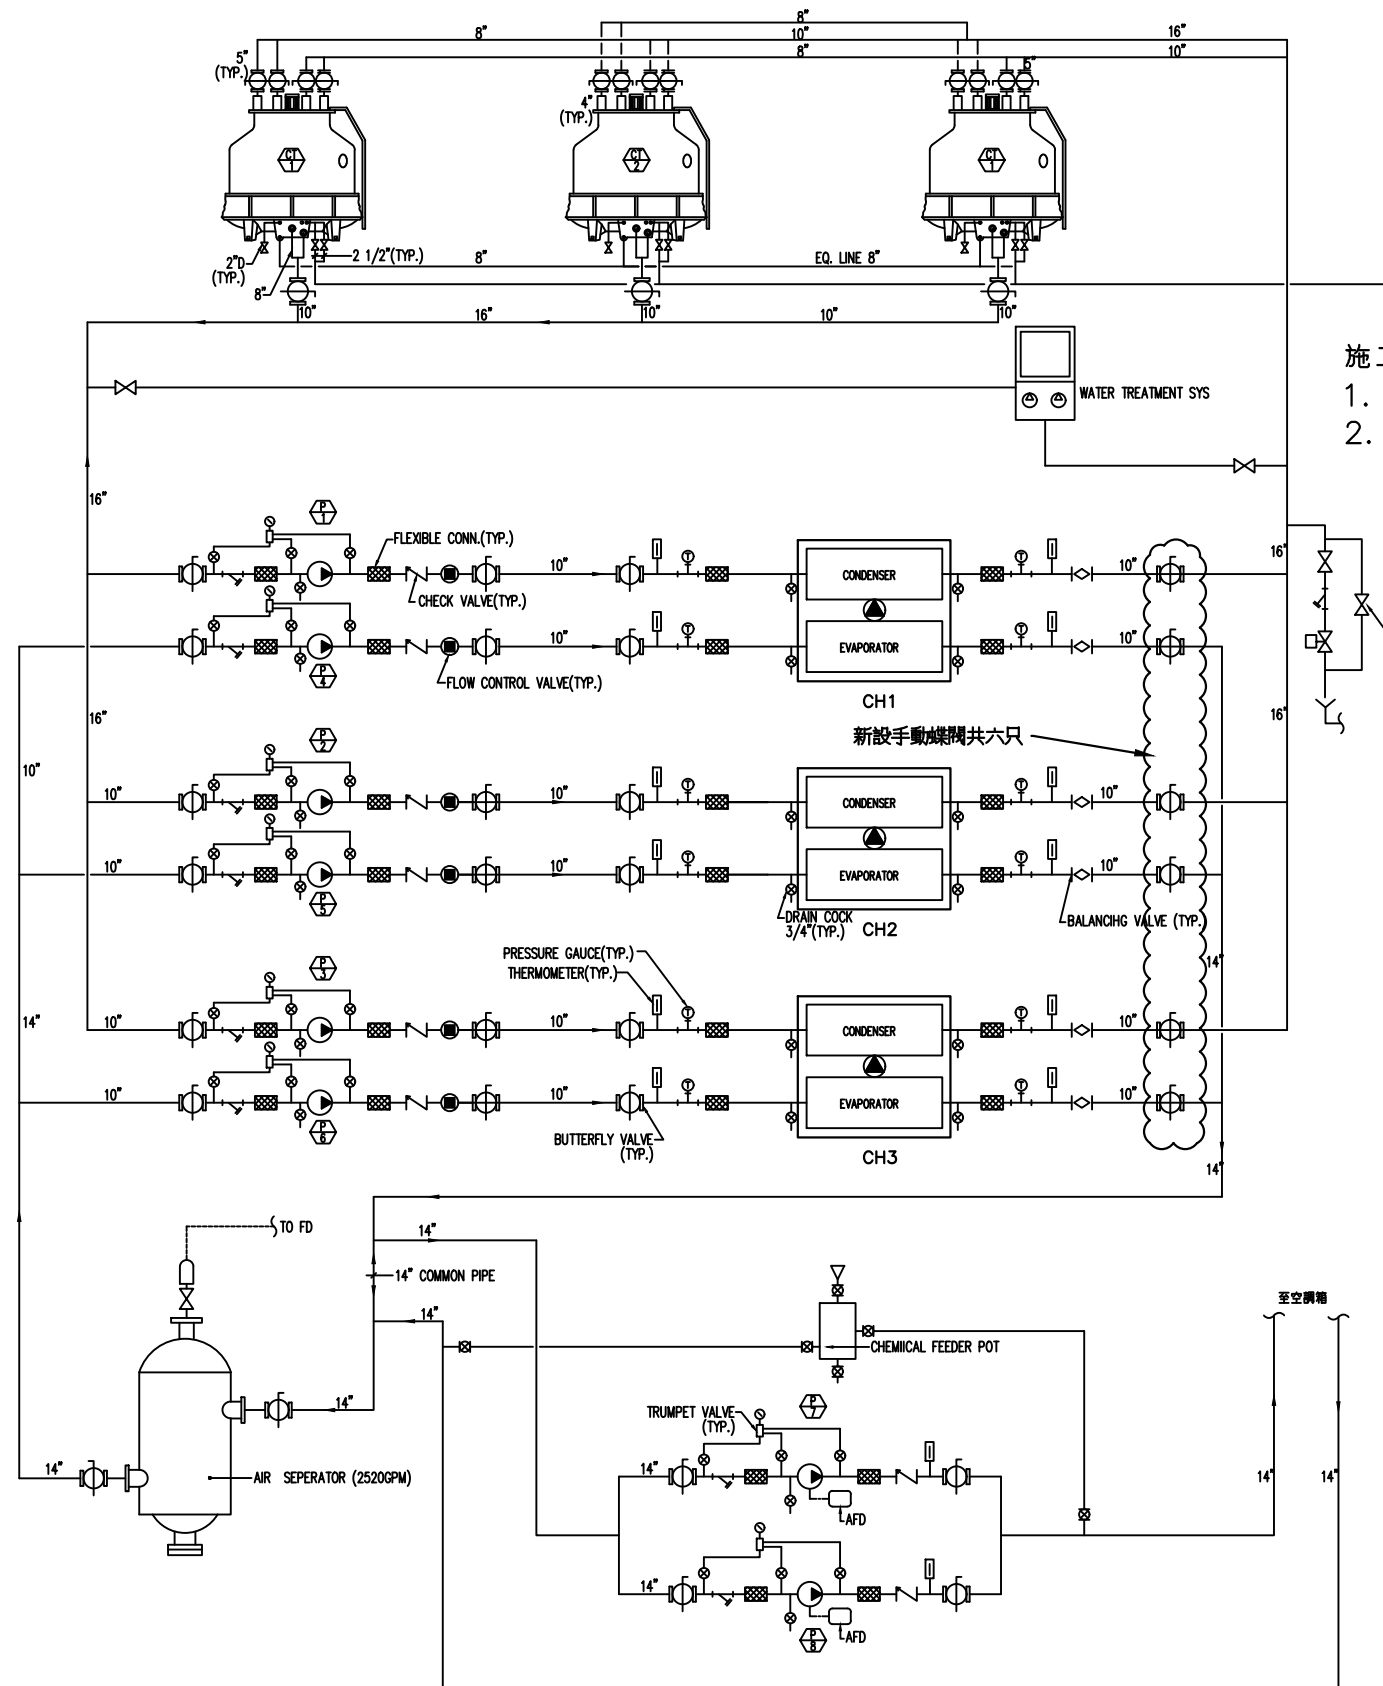 8"
8"
16"
10"
8"
10"
5"
(TYP.)
5"
4"
(TYP.)
CT
1
CT
2
CT
1
2"D
(TYP.)
2 1/2"(TYP.)
8"
EQ. LINE 8"
8"
10"
16"
10"
10"
10"
施工
1.
2.
WATER TREATMENT SYS
16"
P
1
FLEXIBLE CONN.(TYP.)
10"
CONDENSER
10"
16"
CHECK VALVE(TYP.)
10"
EVAPORATOR
10"
P
4
FLOW CONTROL VALVE(TYP.)
CH1
16"
16"
P
2
新設手動蝶閥共六只
10"
10"
10"
CONDENSER
10"
10"
10"
EVAPORATOR
10"
P
5
DRAIN COCK
3/4"(TYP.)
CH2
BALANCIHG VALVE (TYP.)
PRESSURE GAUCE(TYP.)
THERMOMETER(TYP.)
P
3
14"
14"
10"
10"
CONDENSER
10"
10"
10"
EVAPORATOR
10"
P
6
BUTTERFLY VALVE
(TYP.)
CH3
14"
TO FD
14"
14" COMMON PIPE
14"
至空調箱
CHEMIICAL FEEDER POT
14"
P
7
TRUMPET VALVE
(TYP.)
14"
AIR SEPERATOR (2520GPM)
14"
14"
14"
AFD
14"
AFD
P
8